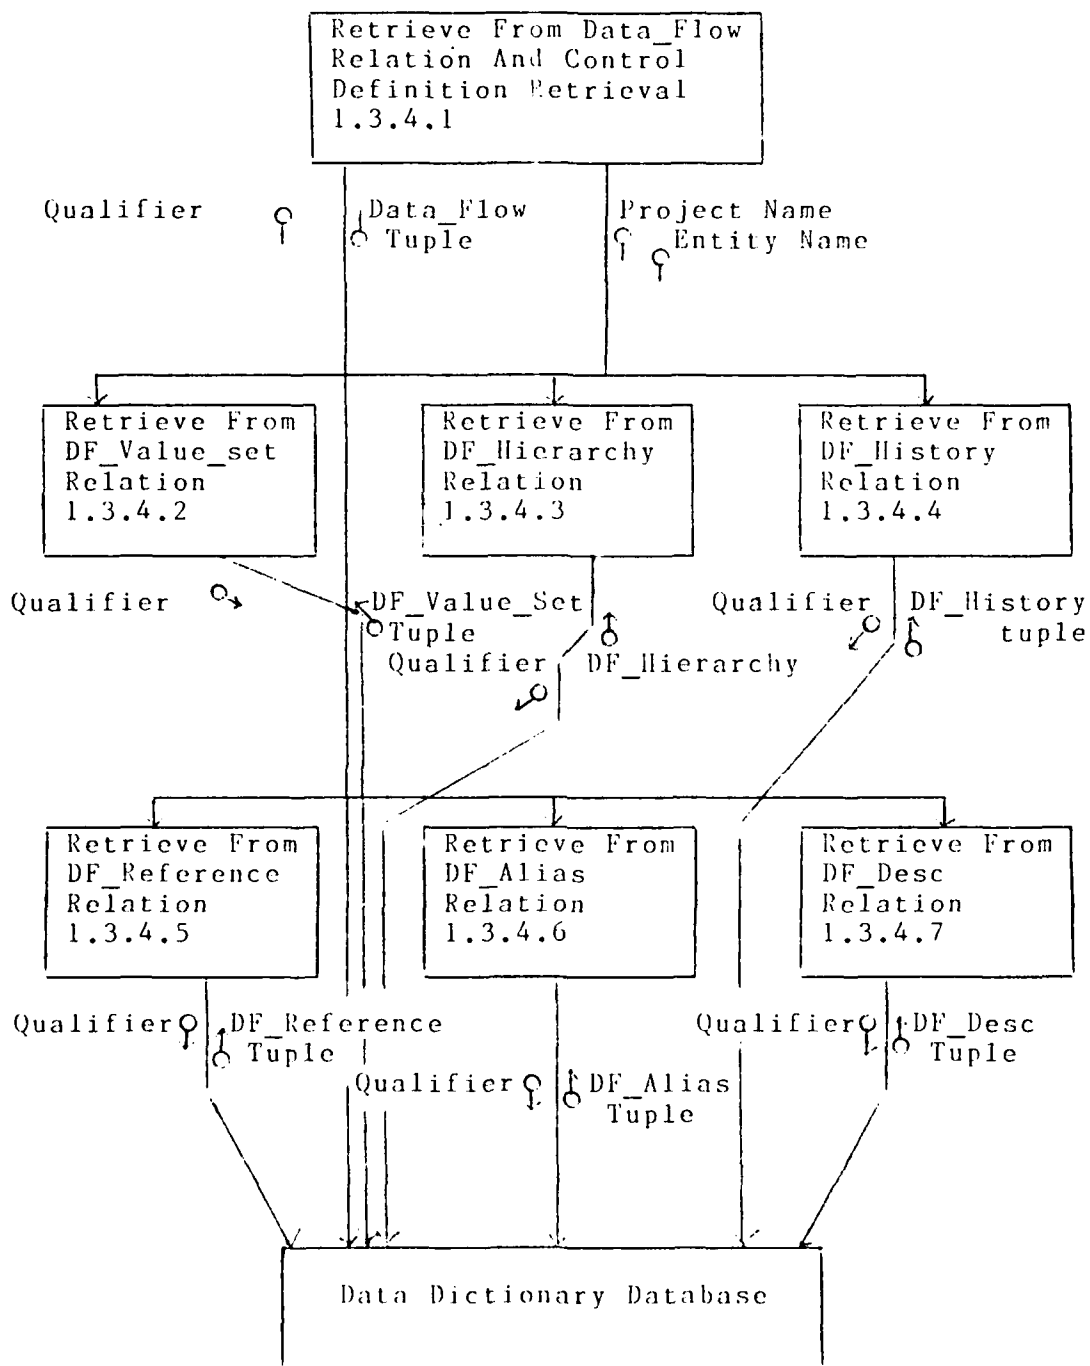 Retrieve From Data_Flow
Relation And Control
Definition Retrieval
1.3.4.1
Qualifier
Data_Flow
Tuple
Project Name
Entity Name
Retrieve From
DF_Value_set
Relation
1.3.4.2
Retrieve From
DF_Hierarchy
Relation
1.3.4.3
Retrieve From
DF_History
Relation
1.3.4.4
Qualifier
DF_Value_Set
Tuple
Qualifier
DF_Hierarchy
Qualifier
DF_History
tuple
Retrieve From
DF_Reference
Relation
1.3.4.5
Retrieve From
DF_Alias
Relation
1.3.4.6
Retrieve From
DF_Desc
Relation
1.3.4.7
Qualifier
DF_Reference
Tuple
Qualifier
DF_Alias
Tuple
Qualifier
DF_Desc
Tuple
Data Dictionary Database